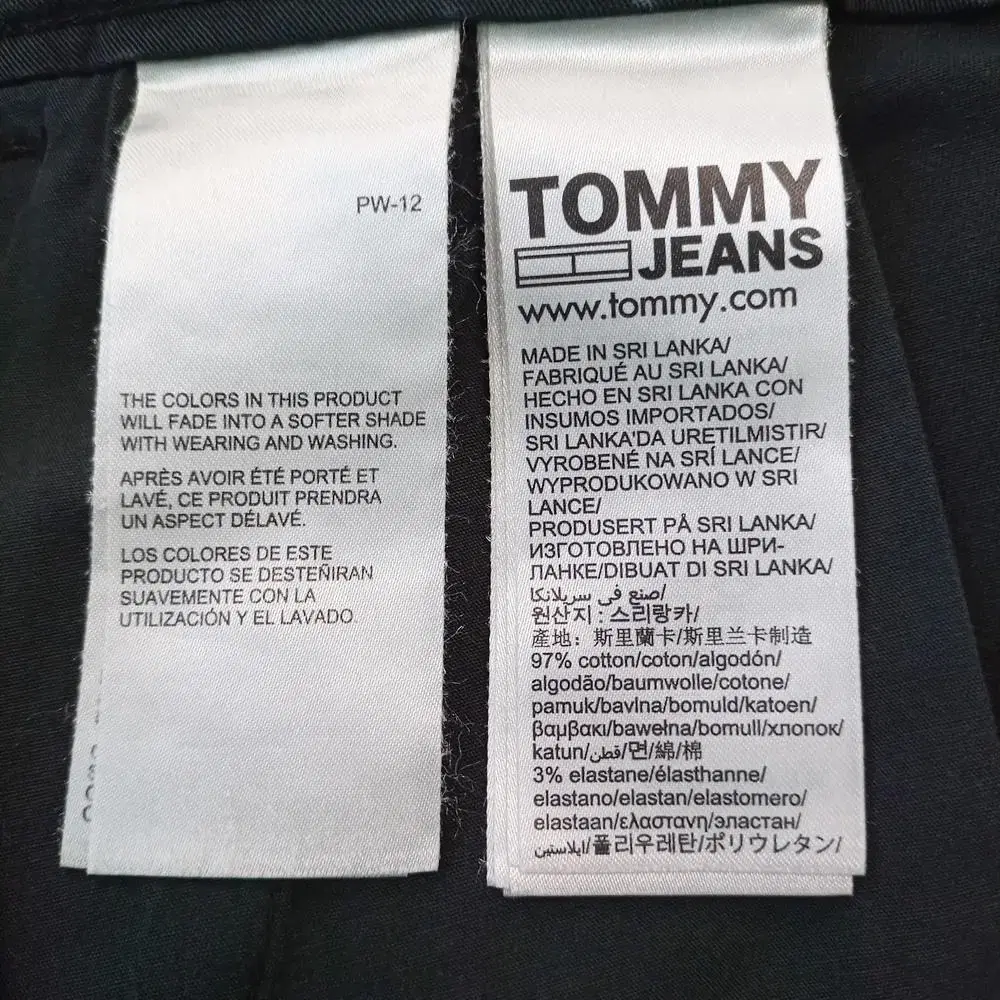 PW-12
THE COLORS IN THIS PRODUCT
WILL FADE INTO A SOFTER SHADE
WITH WEARING AND WASHING.
APRÈS AVOIR ÉTÉ PORTÉ ET
LAVÉ, CE PRODUIT PRENDRA
UN ASPECT DÉLAVÉ.
LOS COLORES DE ESTE
PRODUCTO SE DESTEÑIRAN
SUAVEMENTE CON LA
UTILIZACIÓN Y EL LAVADO.
TOMMY
JEANS
www.tommy.com
MADE IN SRI LANKA/
FABRIQUÉ AU SRI LANKA/
HECHO EN SRI LANKA CON
INSUMOS IMPORTADOS/
SRI LANKA'DA URETILMISTIR/
VYROBENÉ NA SRÍ LANCE/
WYPRODUKOWANO W SRI
LANCE/
PRODUSERT PÅ SRI LANKA/
ИЗГОТОВЛЕНО НА ШРИ-
ЛАНКЕ/DIBUAT DI SRI LANKA/
صنع في سريلانكا/
원산지 : 스리랑카/
產地：斯里蘭卡/斯里兰卡制造
97% cotton/coton/algodón/
algodão/baumwolle/cotone/
pamuk/bavlna/bomuld/katoen/
βαμβακι/bawełna/bomull/хлопок/
katun/قطن/면/綿/棉
3% elastane/élasthanne/
elastano/elastan/elastomero/
elastaan/ελαστανη/эластан/
ايلاستين/폴리우레탄/ポリウレタン/